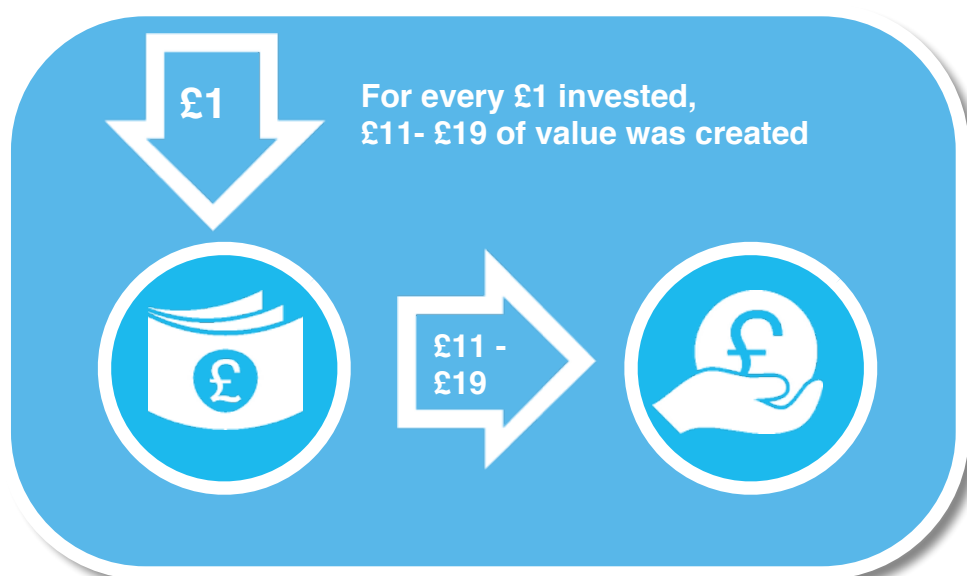 £1
For every £1 invested,
£11- £19 of value was created
£
£11 -
£19
£